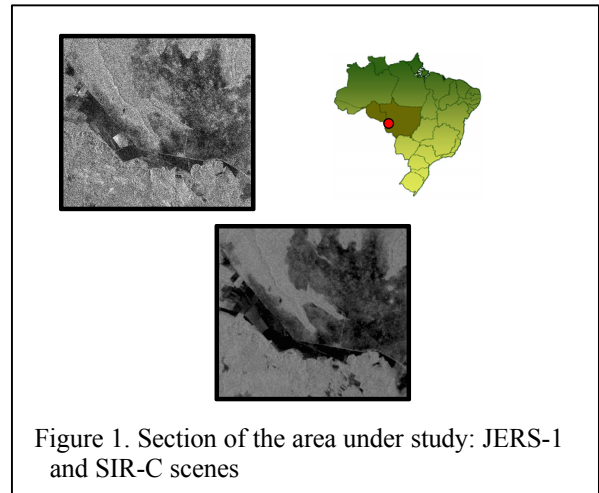 Figure 1. Section of the area under study: JERS-1
and SIR-C scenes